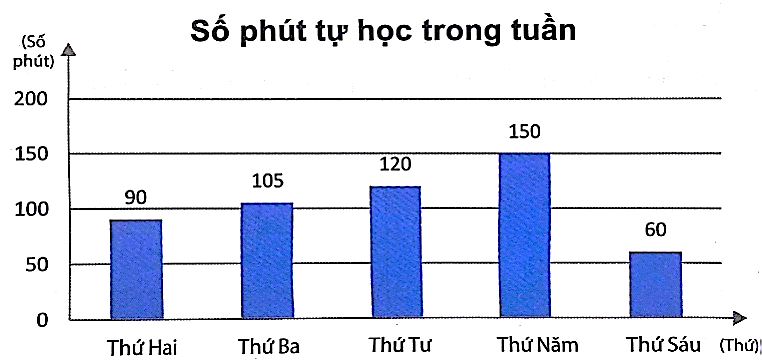 Số phút tự học trong tuần
(Số
phút)
200
150
100
50
0
90
105
120
150
60
Thứ Hai
Thứ Ba
Thứ Tư
Thứ Năm
Thứ Sáu
(Thứ)